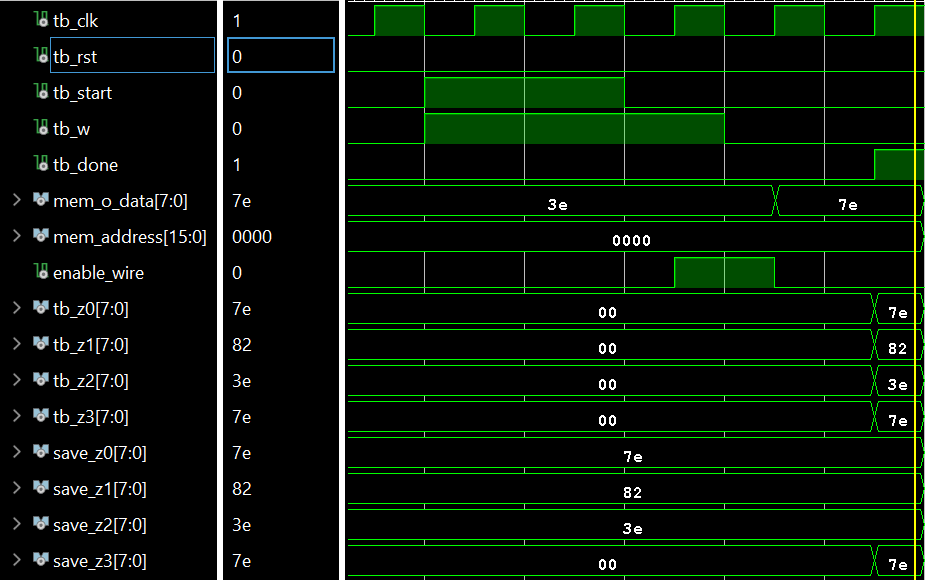 tb_clk 1
tb_rst 0
tb_start 0
tb_w 0
tb_done 1
mem_o_data[7:0] 7e 3e 7e
mem_address[15:0] 0000 0000
enable_wire 0
tb_z0[7:0] 7e 00 7e
tb_z1[7:0] 82 00 82
tb_z2[7:0] 3e 00 3e
tb_z3[7:0] 7e 00 7e
save_z0[7:0] 7e 7e
save_z1[7:0] 82 82
save_z2[7:0] 3e 3e
save_z3[7:0] 7e 00 7e